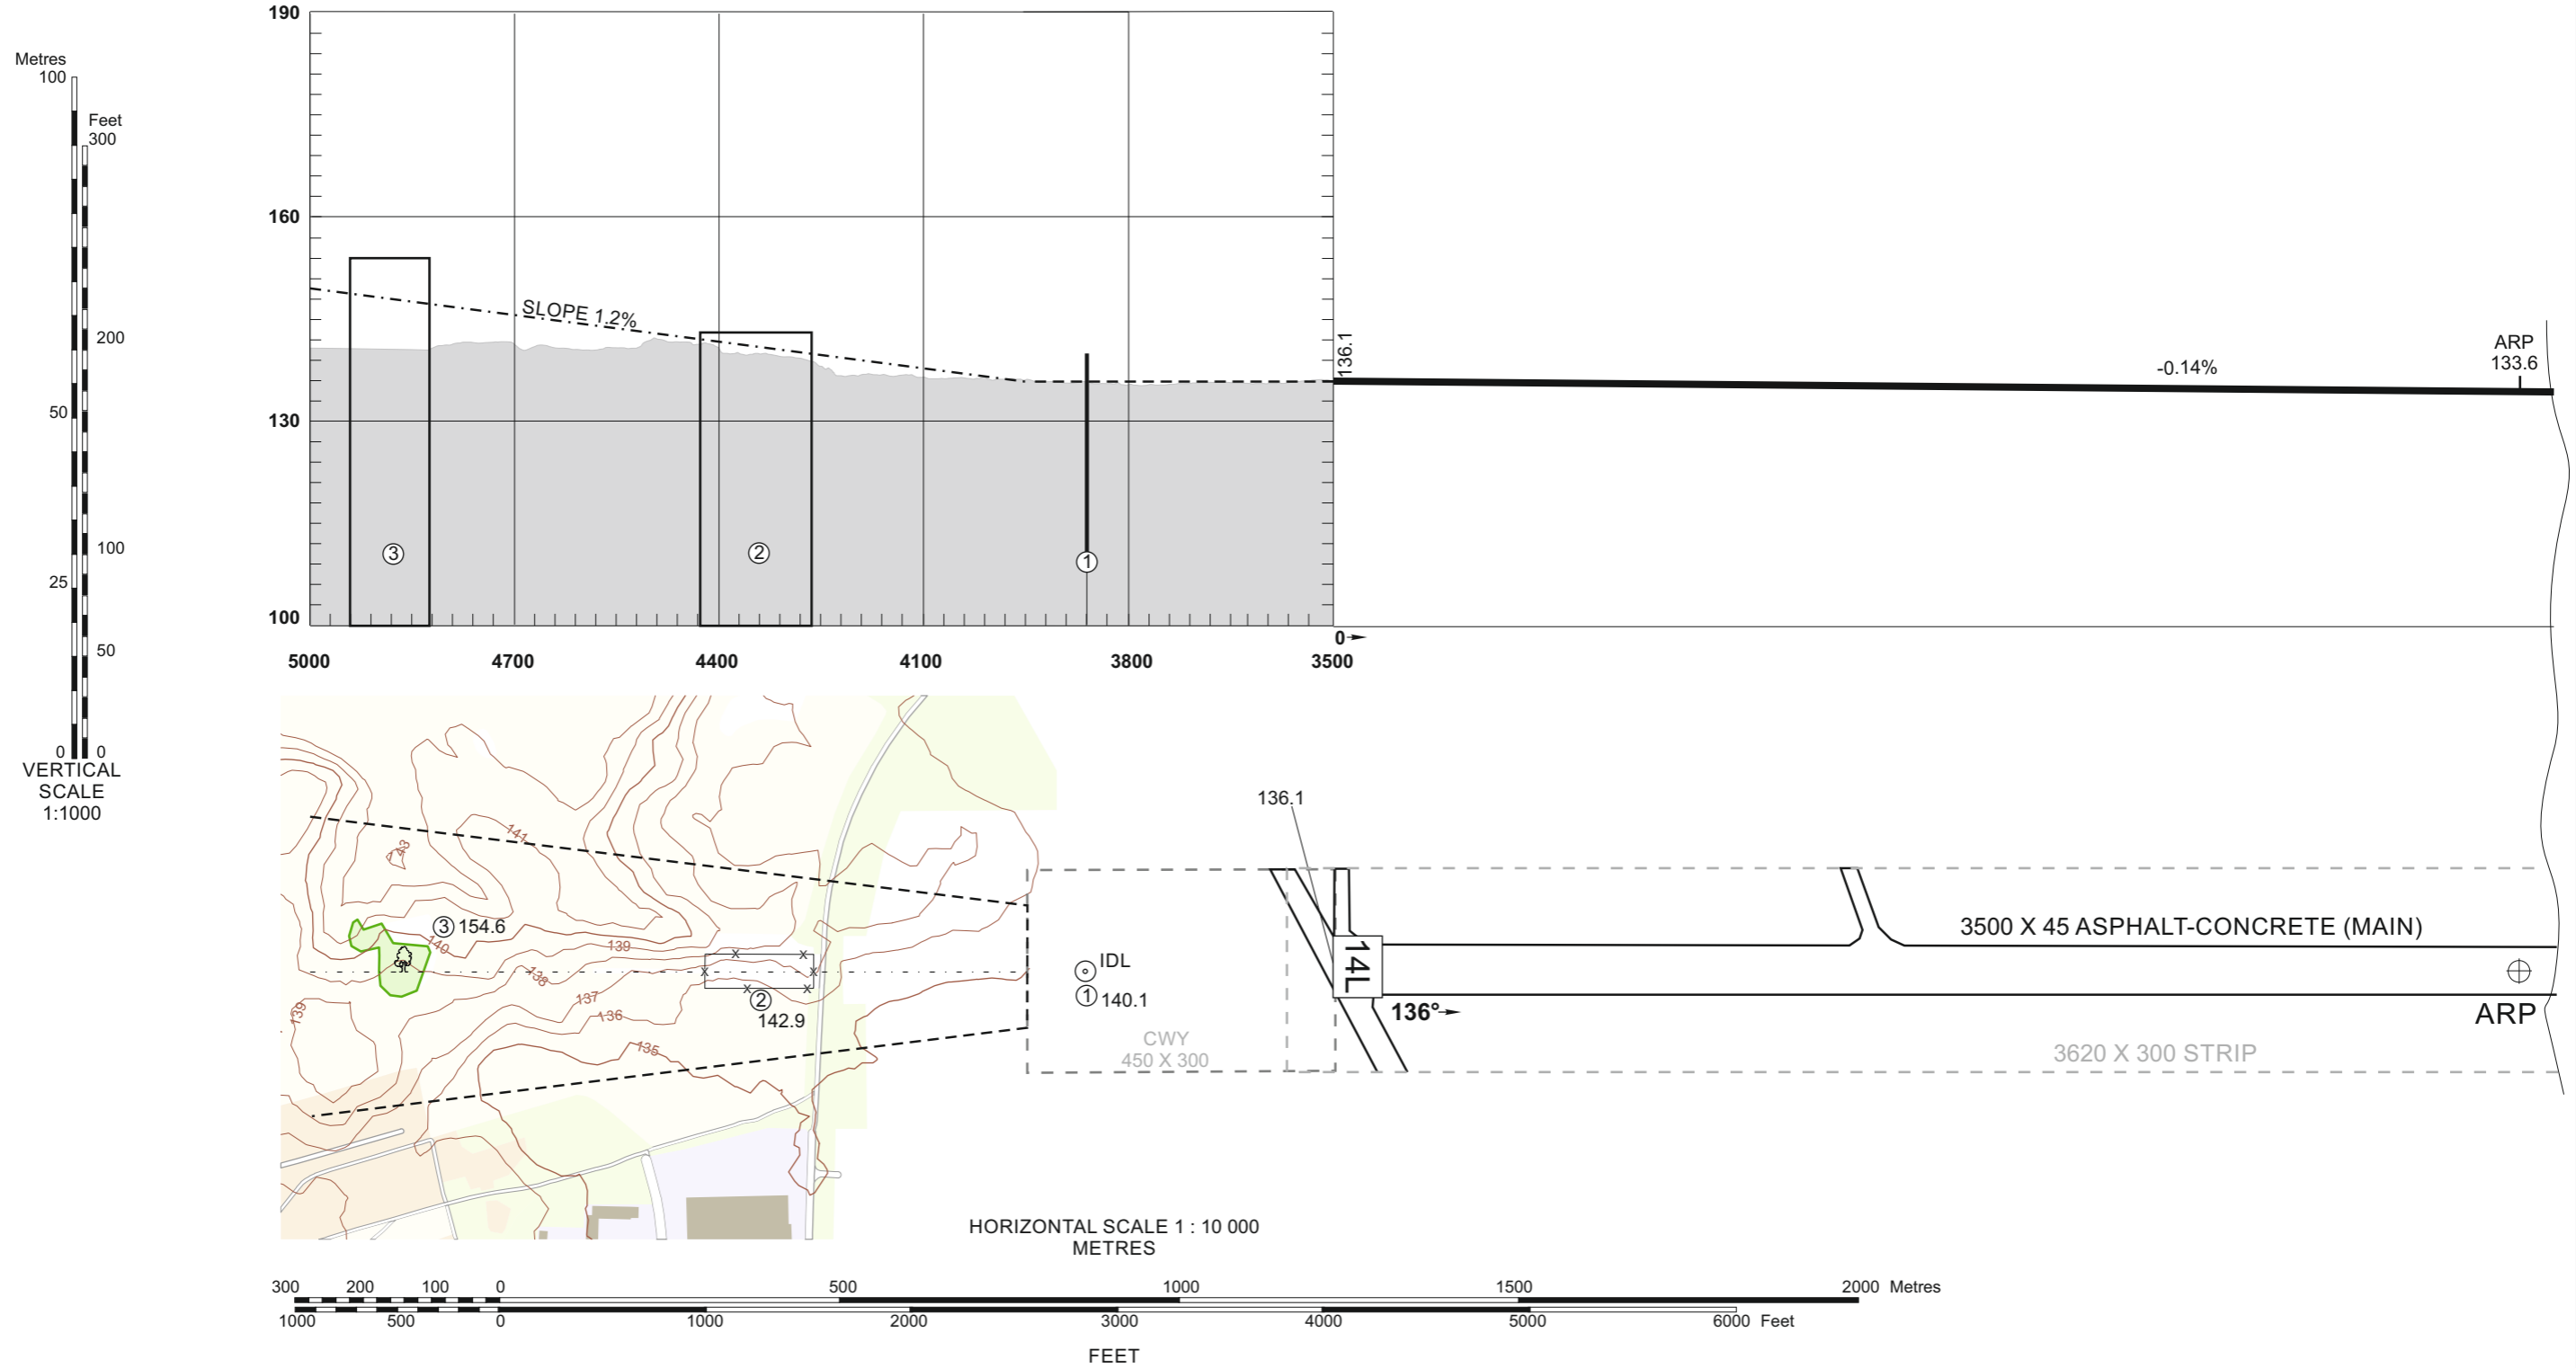 190
Metres
100
Feet
300
160
SLOPE 1.2%
200
136.1
-0.14%
ARP
133.6
50
130
100
25
3
2
1
100
50
0
5000
4700
4400
4100
3800
3500
0
0
VERTICAL
SCALE
1:1000
136.1
141
143
3 154.6
140
139
138
137
136
135
139
2
142.9
IDL
1 140.1
CWY
450 X 300
14L
136°
3500 X 45 ASPHALT-CONCRETE (MAIN)
ARP
3620 X 300 STRIP
HORIZONTAL SCALE 1 : 10 000
METRES
300 200 100 0 500 1000 1500 2000 Metres
1000 500 0 1000 2000 3000 4000 5000 6000 Feet
FEET